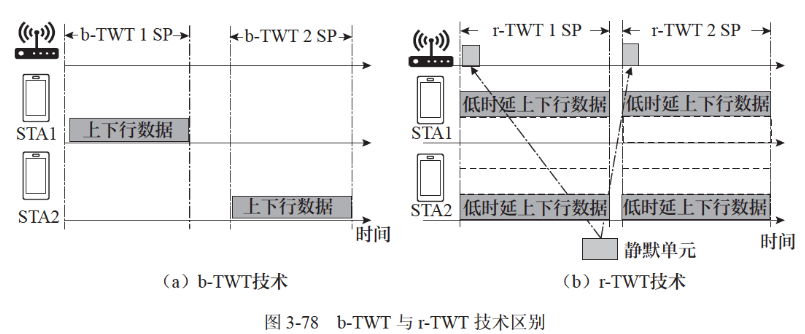 b-TWT 1 SP
b-TWT 2 SP
STA1
上下行数据
STA2
上下行数据
时间
(a) b-TWT技术
r-TWT 1 SP
r-TWT 2 SP
STA1
低时延上下行数据
低时延上下行数据
STA2
低时延上下行数据
低时延上下行数据
静默单元
时间
(b) r-TWT技术
图 3-78 b-TWT 与 r-TWT 技术区别